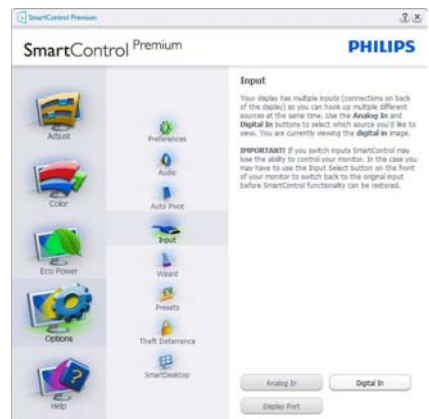 SmartControl Premium
SmartControl Premium
PHILIPS
Adjust
Color
Eco Power
Options
Help
Preferences
Audio
Auto Pivot
Input
Wizard
Presets
Theft Deterrence
SmartDesktop
Input
Your display has multiple inputs (connections on back
of the display) so you can hook up multiple different
sources at the same time. Use the Analog In and
Digital In buttons to select which source you'd like to
view. You are currently viewing the digital in image.
IMPORTANT! If you switch inputs SmartControl may
lose the ability to control your monitor. In this case you
may have to use the Input Select button on the front
of your monitor to switch back to the original input
before SmartControl functionality can be restored.
Analog In
Digital In
Display Port